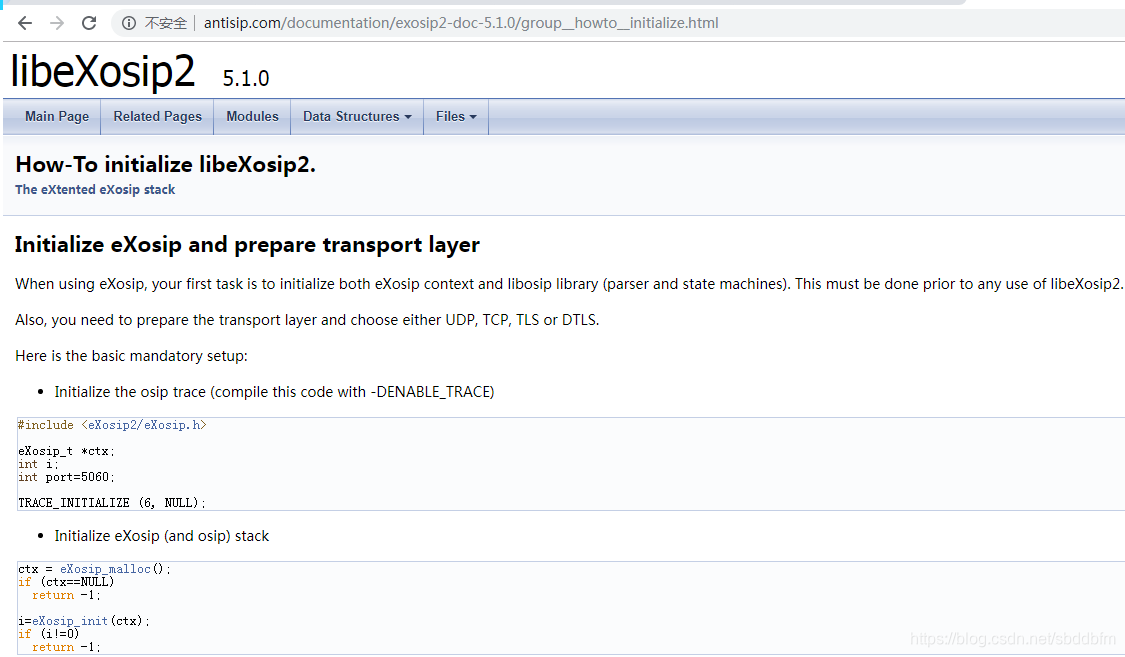 不安全 antisip.com/documentation/exosip2-doc-5.1.0/group__howto__initialize.html
libeXosip2 5.1.0
Main Page Related Pages Modules Data Structures Files
How-To initialize libeXosip2.
The eXtented eXosip stack
Initialize eXosip and prepare transport layer
When using eXosip, your first task is to initialize both eXosip context and libosip library (parser and state machines). This must be done prior to any use of libeXosip2.
Also, you need to prepare the transport layer and choose either UDP, TCP, TLS or DTLS.
Here is the basic mandatory setup:
• Initialize the osip trace (compile this code with -DENABLE_TRACE)
#include <eXosip2/eXosip.h>
eXosip_t *ctx;
int i;
int port=5060;
TRACE_INITIALIZE (6, NULL);
• Initialize eXosip (and osip) stack
ctx = eXosip_malloc();
if (ctx==NULL)
return -1;
i=eXosip_init(ctx);
if (i!=0)
return -1;
https://blog.csdn.net/sbddbfm